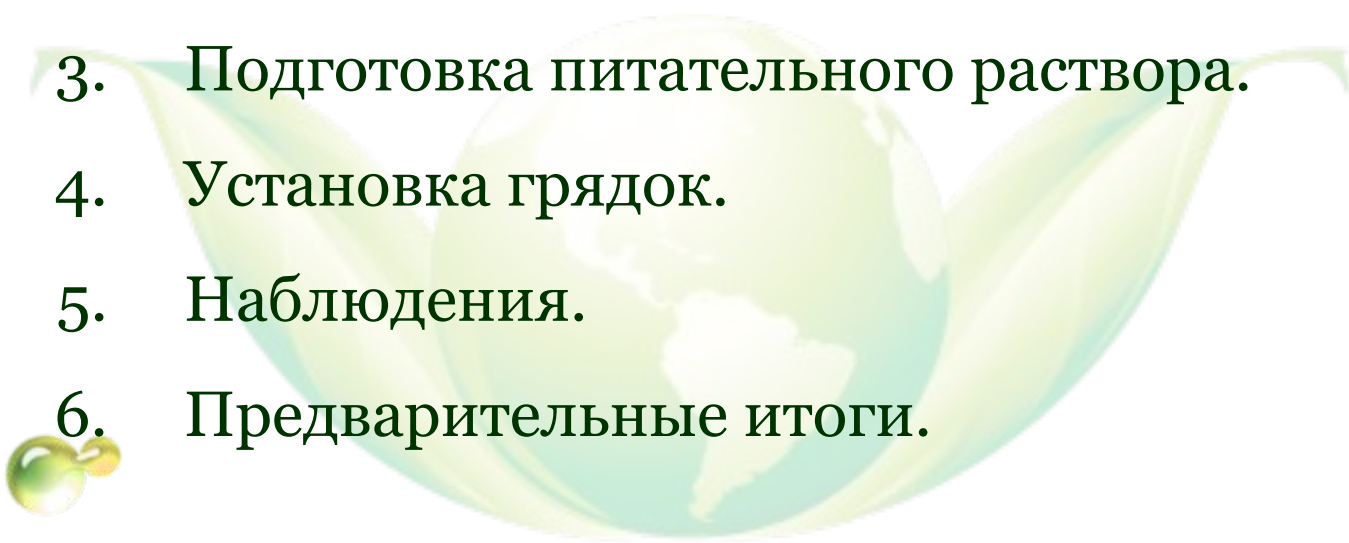 3. Подготовка питательного раствора.
4. Установка грядок.
5. Наблюдения.
6. Предварительные итоги.